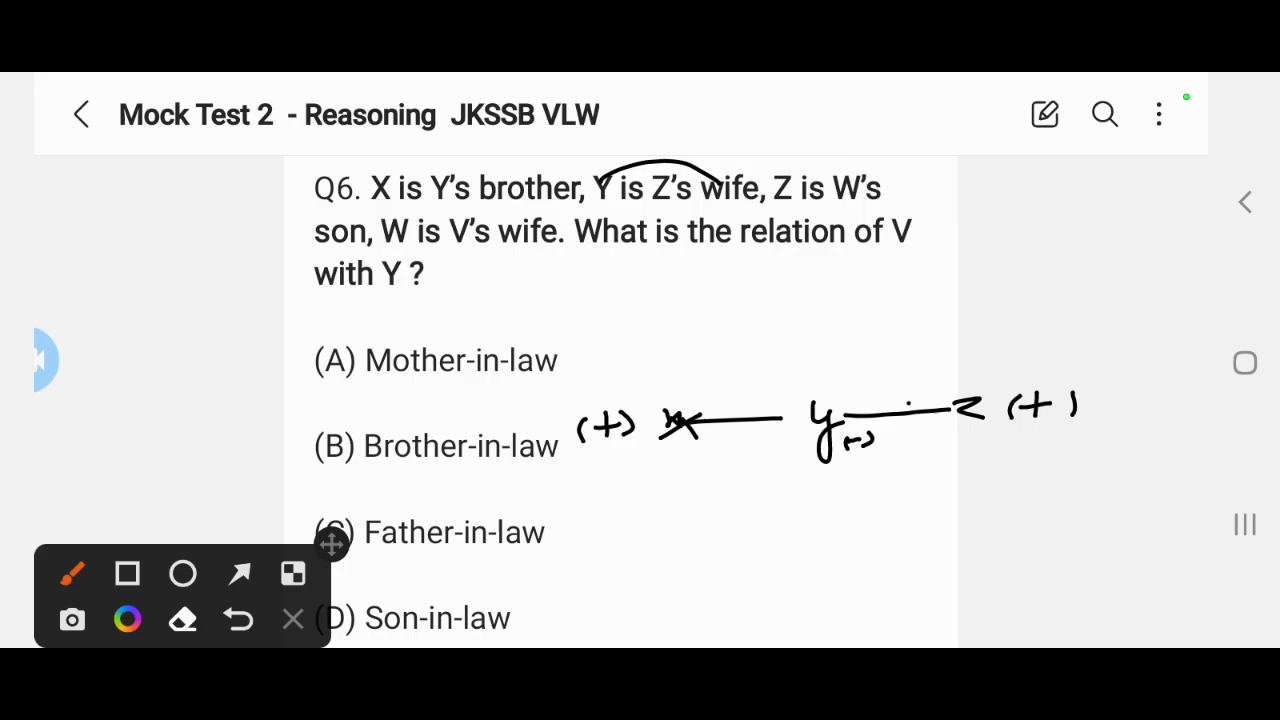 Mock Test 2 - Reasoning JKSSB VLW
Q6. X is Y's brother, Y is Z's wife, Z is W's
son, W is V's wife. What is the relation of V
with Y ?
(A) Mother-in-law
(B) Brother-in-law
(+) x y z (+)
(-)
(C) Father-in-law
(D) Son-in-law